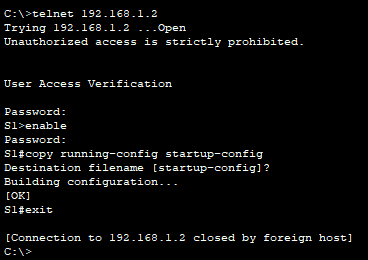 C:\>telnet 192.168.1.2
Trying 192.168.1.2 ...Open
Unauthorized access is strictly prohibited.
User Access Verification
Password:
S1>enable
Password:
S1#copy running-config startup-config
Destination filename [startup-config]?
Building configuration...
[OK]
S1#exit
[Connection to 192.168.1.2 closed by foreign host]
C:\>